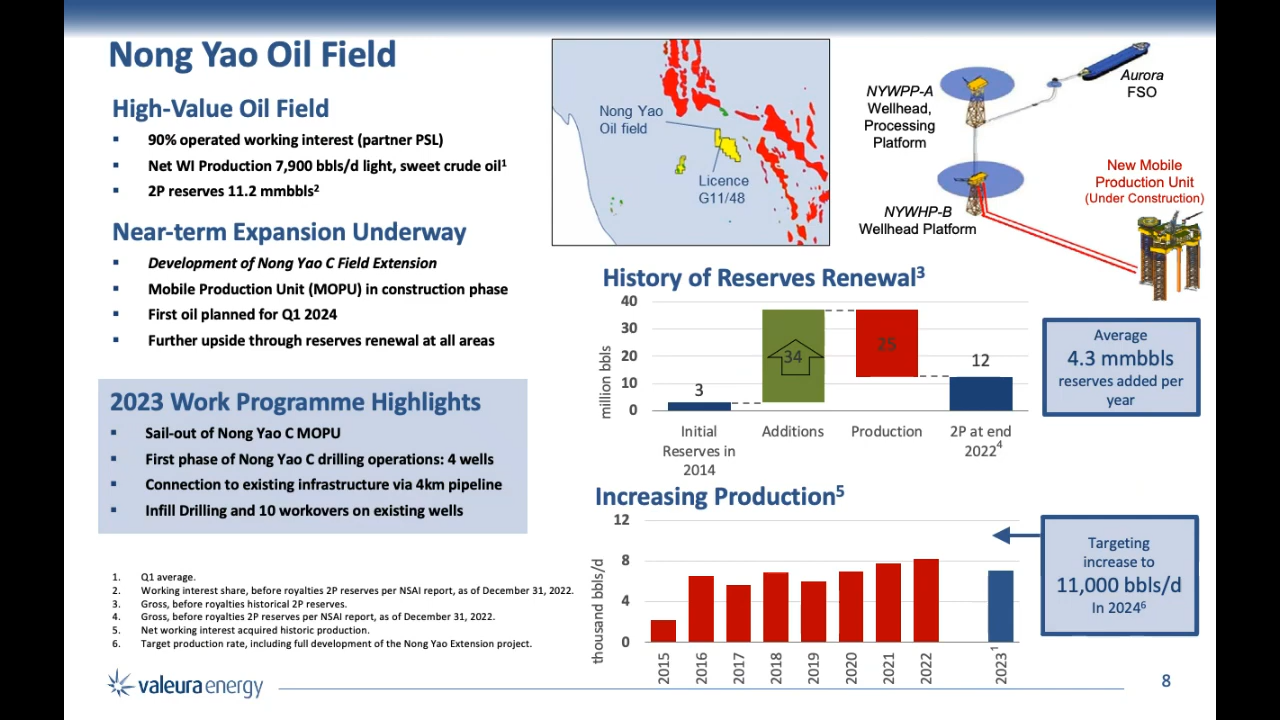 Nong Yao Oil Field
High-Value Oil Field
▪ 90% operated working interest (partner PSL)
▪ Net WI Production 7,900 bbls/d light, sweet crude oil¹
▪ 2P reserves 11.2 mmbbls²
Near-term Expansion Underway
▪ Development of Nong Yao C Field Extension
▪ Mobile Production Unit (MOPU) in construction phase
▪ First oil planned for Q1 2024
▪ Further upside through reserves renewal at all areas
2023 Work Programme Highlights
▪ Sail-out of Nong Yao C MOPU
▪ First phase of Nong Yao C drilling operations: 4 wells
▪ Connection to existing infrastructure via 4km pipeline
▪ Infill Drilling and 10 workovers on existing wells
1. Q1 average.
2. Working interest share, before royalties 2P reserves per NSAI report, as of December 31, 2022.
3. Gross, before royalties historical 2P reserves.
4. Gross, before royalties 2P reserves per NSAI report, as of December 31, 2022.
5. Net working interest acquired historic production.
6. Target production rate, including full development of the Nong Yao Extension project.
Nong Yao
Oil field
Licence
G11/48
NYWPP-A
Wellhead,
Processing
Platform
Aurora
FSO
NYWHP-B
Wellhead Platform
New Mobile
Production Unit
(Under Construction)
History of Reserves Renewal³
million bbls
40
30
20
10
0
3
34
25
12
Initial
Reserves in
2014
Additions
Production
2P at end
2022⁴
Average
4.3 mmbbls
reserves added per
year
Increasing Production⁵
thousand bbls/d
12
8
4
0
2015
2016
2017
2018
2019
2020
2021
2022
2023¹
Targeting
increase to
11,000 bbls/d
In 2024⁶
valeura energy
8